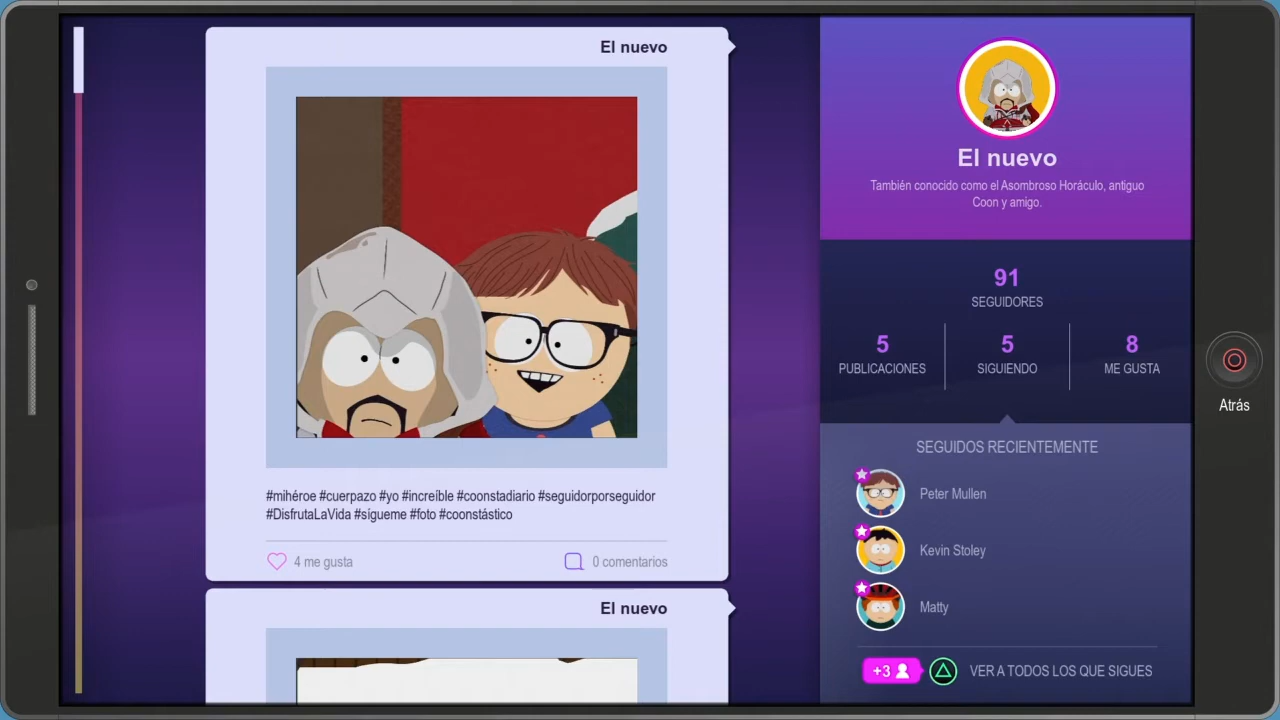 El nuevo
#mihéroe #cuerpazo #yo #increíble #coonstadiario #seguidorporseguidor
#DisfrutaLaVida #sígueme #foto #coonstástico
4 me gusta
0 comentarios
El nuevo
El nuevo
También conocido como el Asombroso Horáculo, antiguo
Coon y amigo.
91
SEGUIDORES
5
PUBLICACIONES
5
SIGUIENDO
8
ME GUSTA
SEGUIDOS RECIENTEMENTE
Peter Mullen
Kevin Stoley
Matty
+3
VER A TODOS LOS QUE SIGUES
Atrás